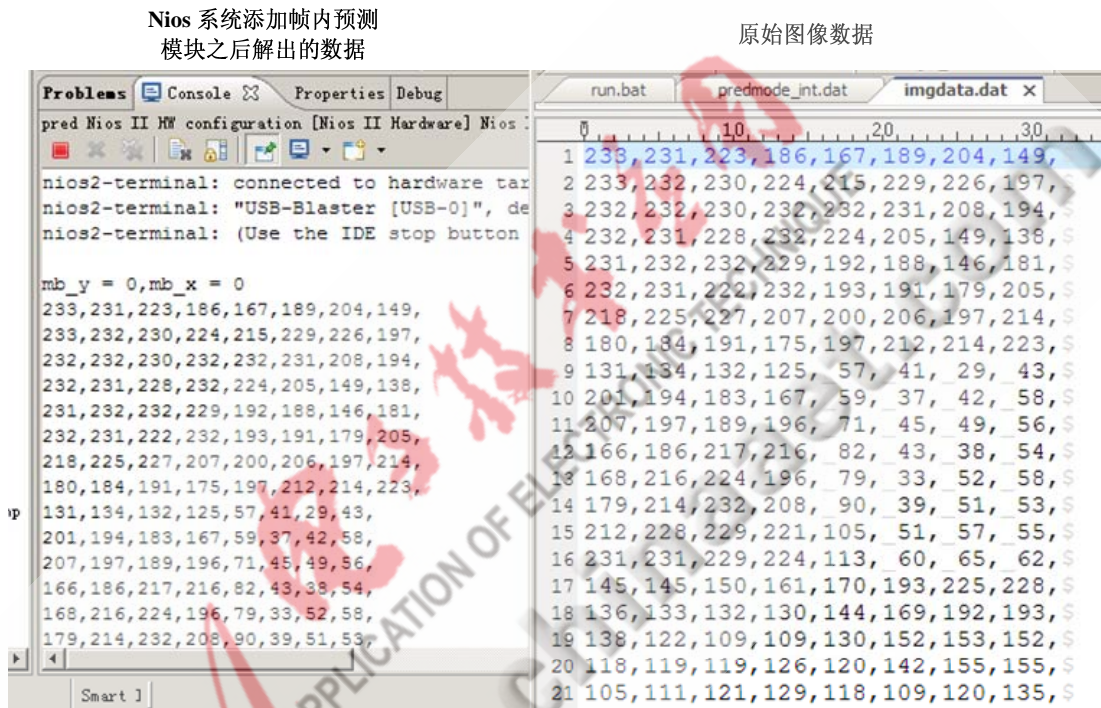 Nios 系统添加帧内预测
模块之后解出的数据
原始图像数据
Problems Console Properties Debug
pred Nios II HW configuration [Nios II Hardware] Nios
nios2-terminal: connected to hardware tar
nios2-terminal: "USB-Blaster [USB-0]", de
nios2-terminal: (Use the IDE stop button
mb_y = 0,mb_x = 0
233,231,223,186,167,189,204,149,
233,232,230,224,215,229,226,197,
232,232,230,232,232,231,208,194,
232,231,228,232,224,205,149,138,
231,232,232,229,192,188,146,181,
232,231,222,232,193,191,179,205,
218,225,227,207,200,206,197,214,
180,184,191,175,197,212,214,223,
131,134,132,125,57,41,29,43,
201,194,183,167,59,37,42,58,
207,197,189,196,71,45,49,56,
166,186,217,216,82,43,38,54,
168,216,224,196,79,33,52,58,
179,214,232,208,90,39,51,53,
Smart ]
run.bat predmode_int.dat imgdata.dat
0 10 20 30
1 233,231,223,186,167,189,204,149,
2 233,232,230,224,215,229,226,197,
3 232,232,230,232,232,231,208,194,
4 232,231,228,232,224,205,149,138,$
5 231,232,232,229,192,188,146,181,$
6 232,231,222,232,193,191,179,205,$
7 218,225,227,207,200,206,197,214,$
8 180,184,191,175,197,212,214,223,$
9 131,134,132,125, 57, 41, 29, 43,$
10 201,194,183,167, 59, 37, 42, 58,$
11 207,197,189,196, 71, 45, 49, 56,$
12 166,186,217,216, 82, 43, 38, 54,$
13 168,216,224,196, 79, 33, 52, 58,$
14 179,214,232,208, 90, 39, 51, 53,$
15 212,228,229,221,105, 51, 57, 55,$
16 231,231,229,224,113, 60, 65, 62,$
17 145,145,150,161,170,193,225,228,$
18 136,133,132,130,144,169,192,193,$
19 138,122,109,109,130,152,153,152,$
20 118,119,119,126,120,142,155,155,$
21 105,111,121,129,118,109,120,135,$
电子技术应用
APPLICATION OF ELECTRONIC TECHNIQUE
chinaaet.com